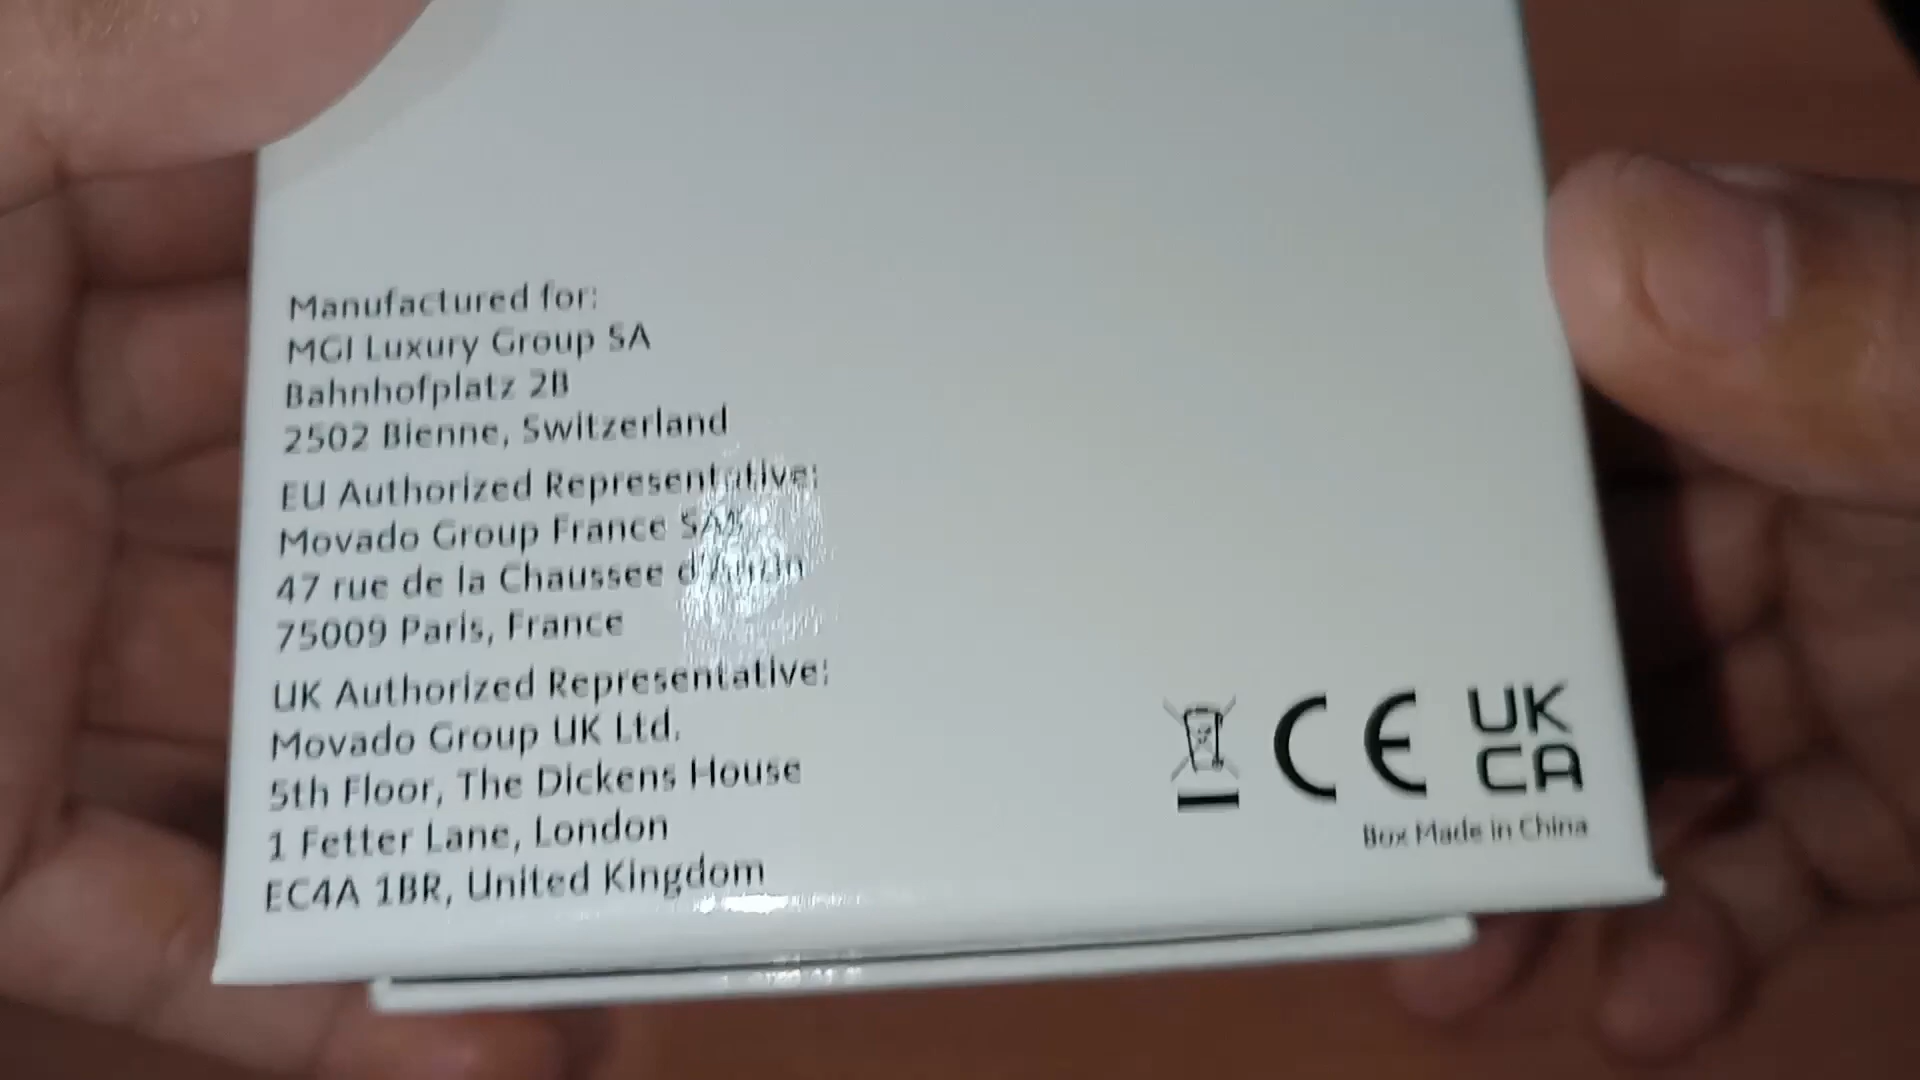 Manufactured for:
MGI Luxury Group SA
Bahnhofplatz 2B
2502 Bienne, Switzerland
EU Authorized Representative:
Movado Group France SAS
47 rue de la Chaussee
75009 Paris, France
UK Authorized Representative:
Movado Group UK Ltd.
5th Floor, The Dickens House
1 Fetter Lane, London
EC4A 1BR, United Kingdom
CE
UK
CA
Box Made in China